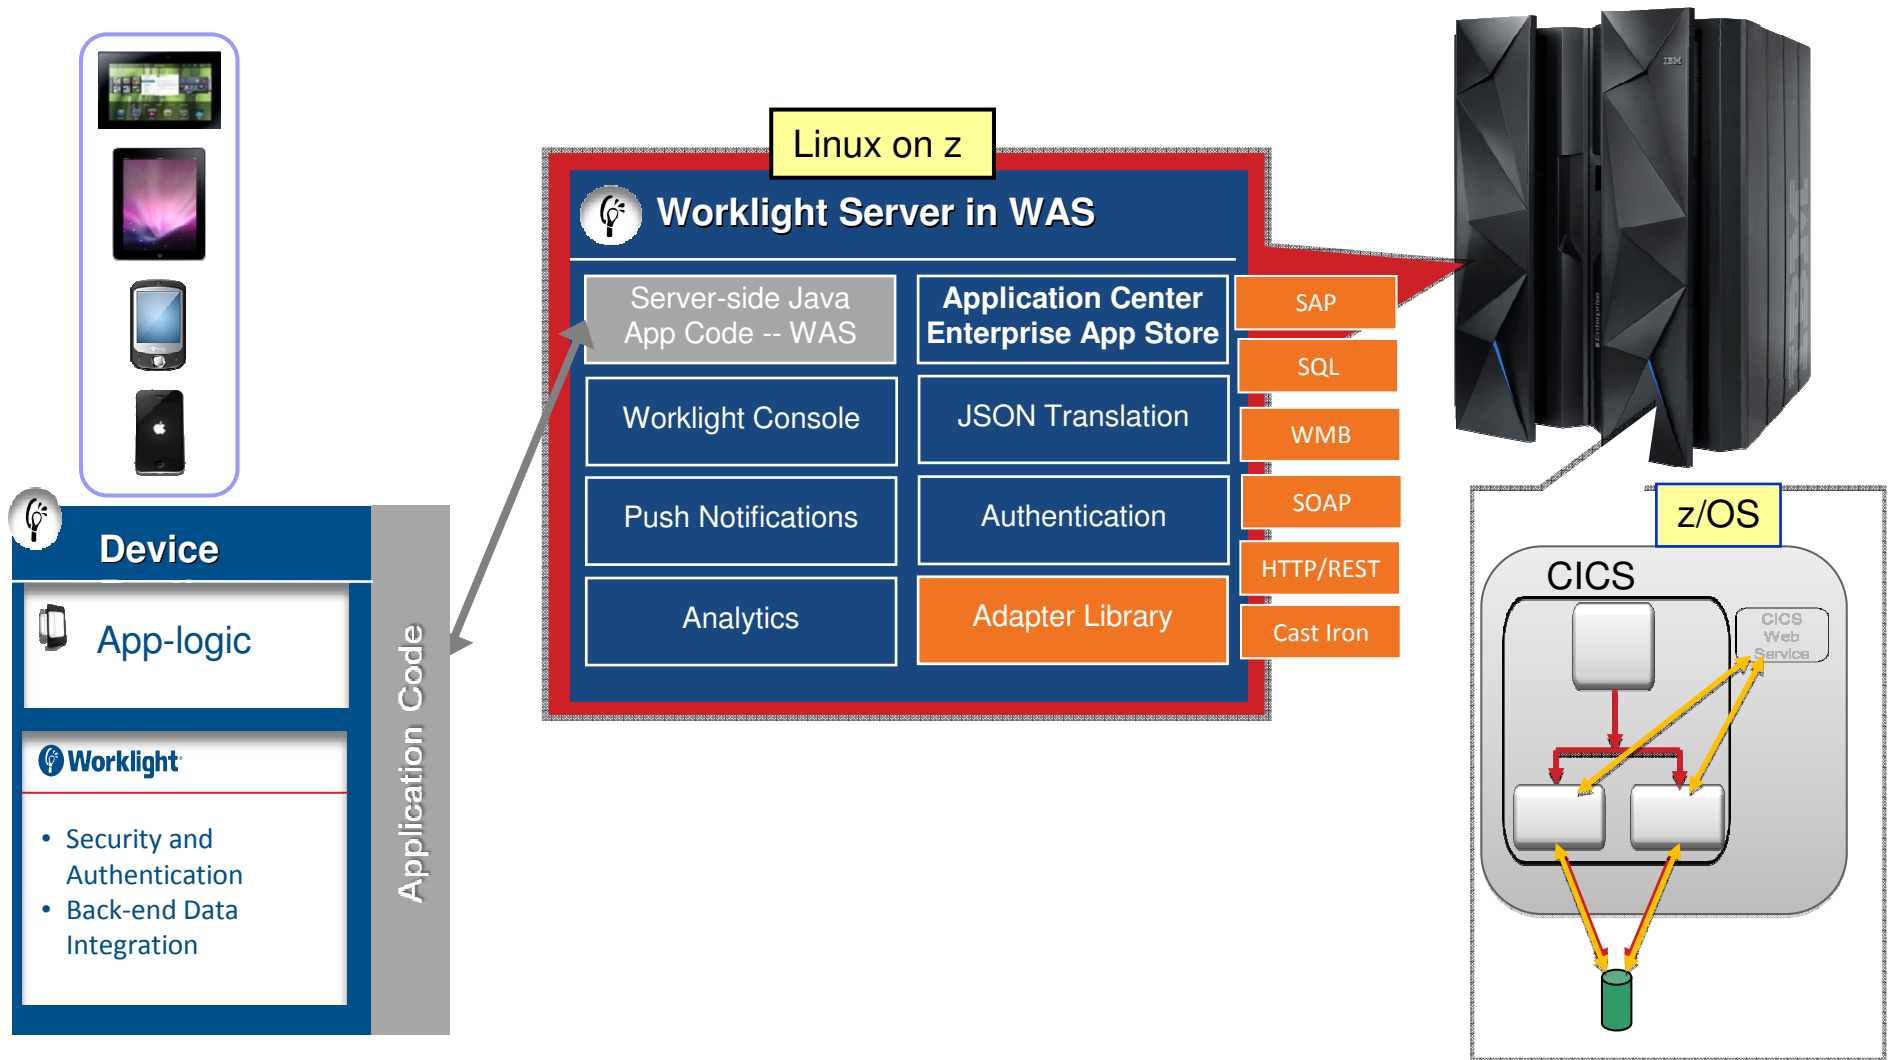 Linux on z
Worklight Server in WAS
Server-side Java
App Code -- WAS
Application Center
Enterprise App Store
Worklight Console
JSON Translation
Push Notifications
Authentication
Analytics
Adapter Library
SAP
SQL
WMB
SOAP
HTTP/REST
Cast Iron
Device
App-logic
Worklight
• Security and
Authentication
• Back-end Data
Integration
Application Code
IBM
IBM
Enterprise
z/OS
CICS
CICS
Web
Service